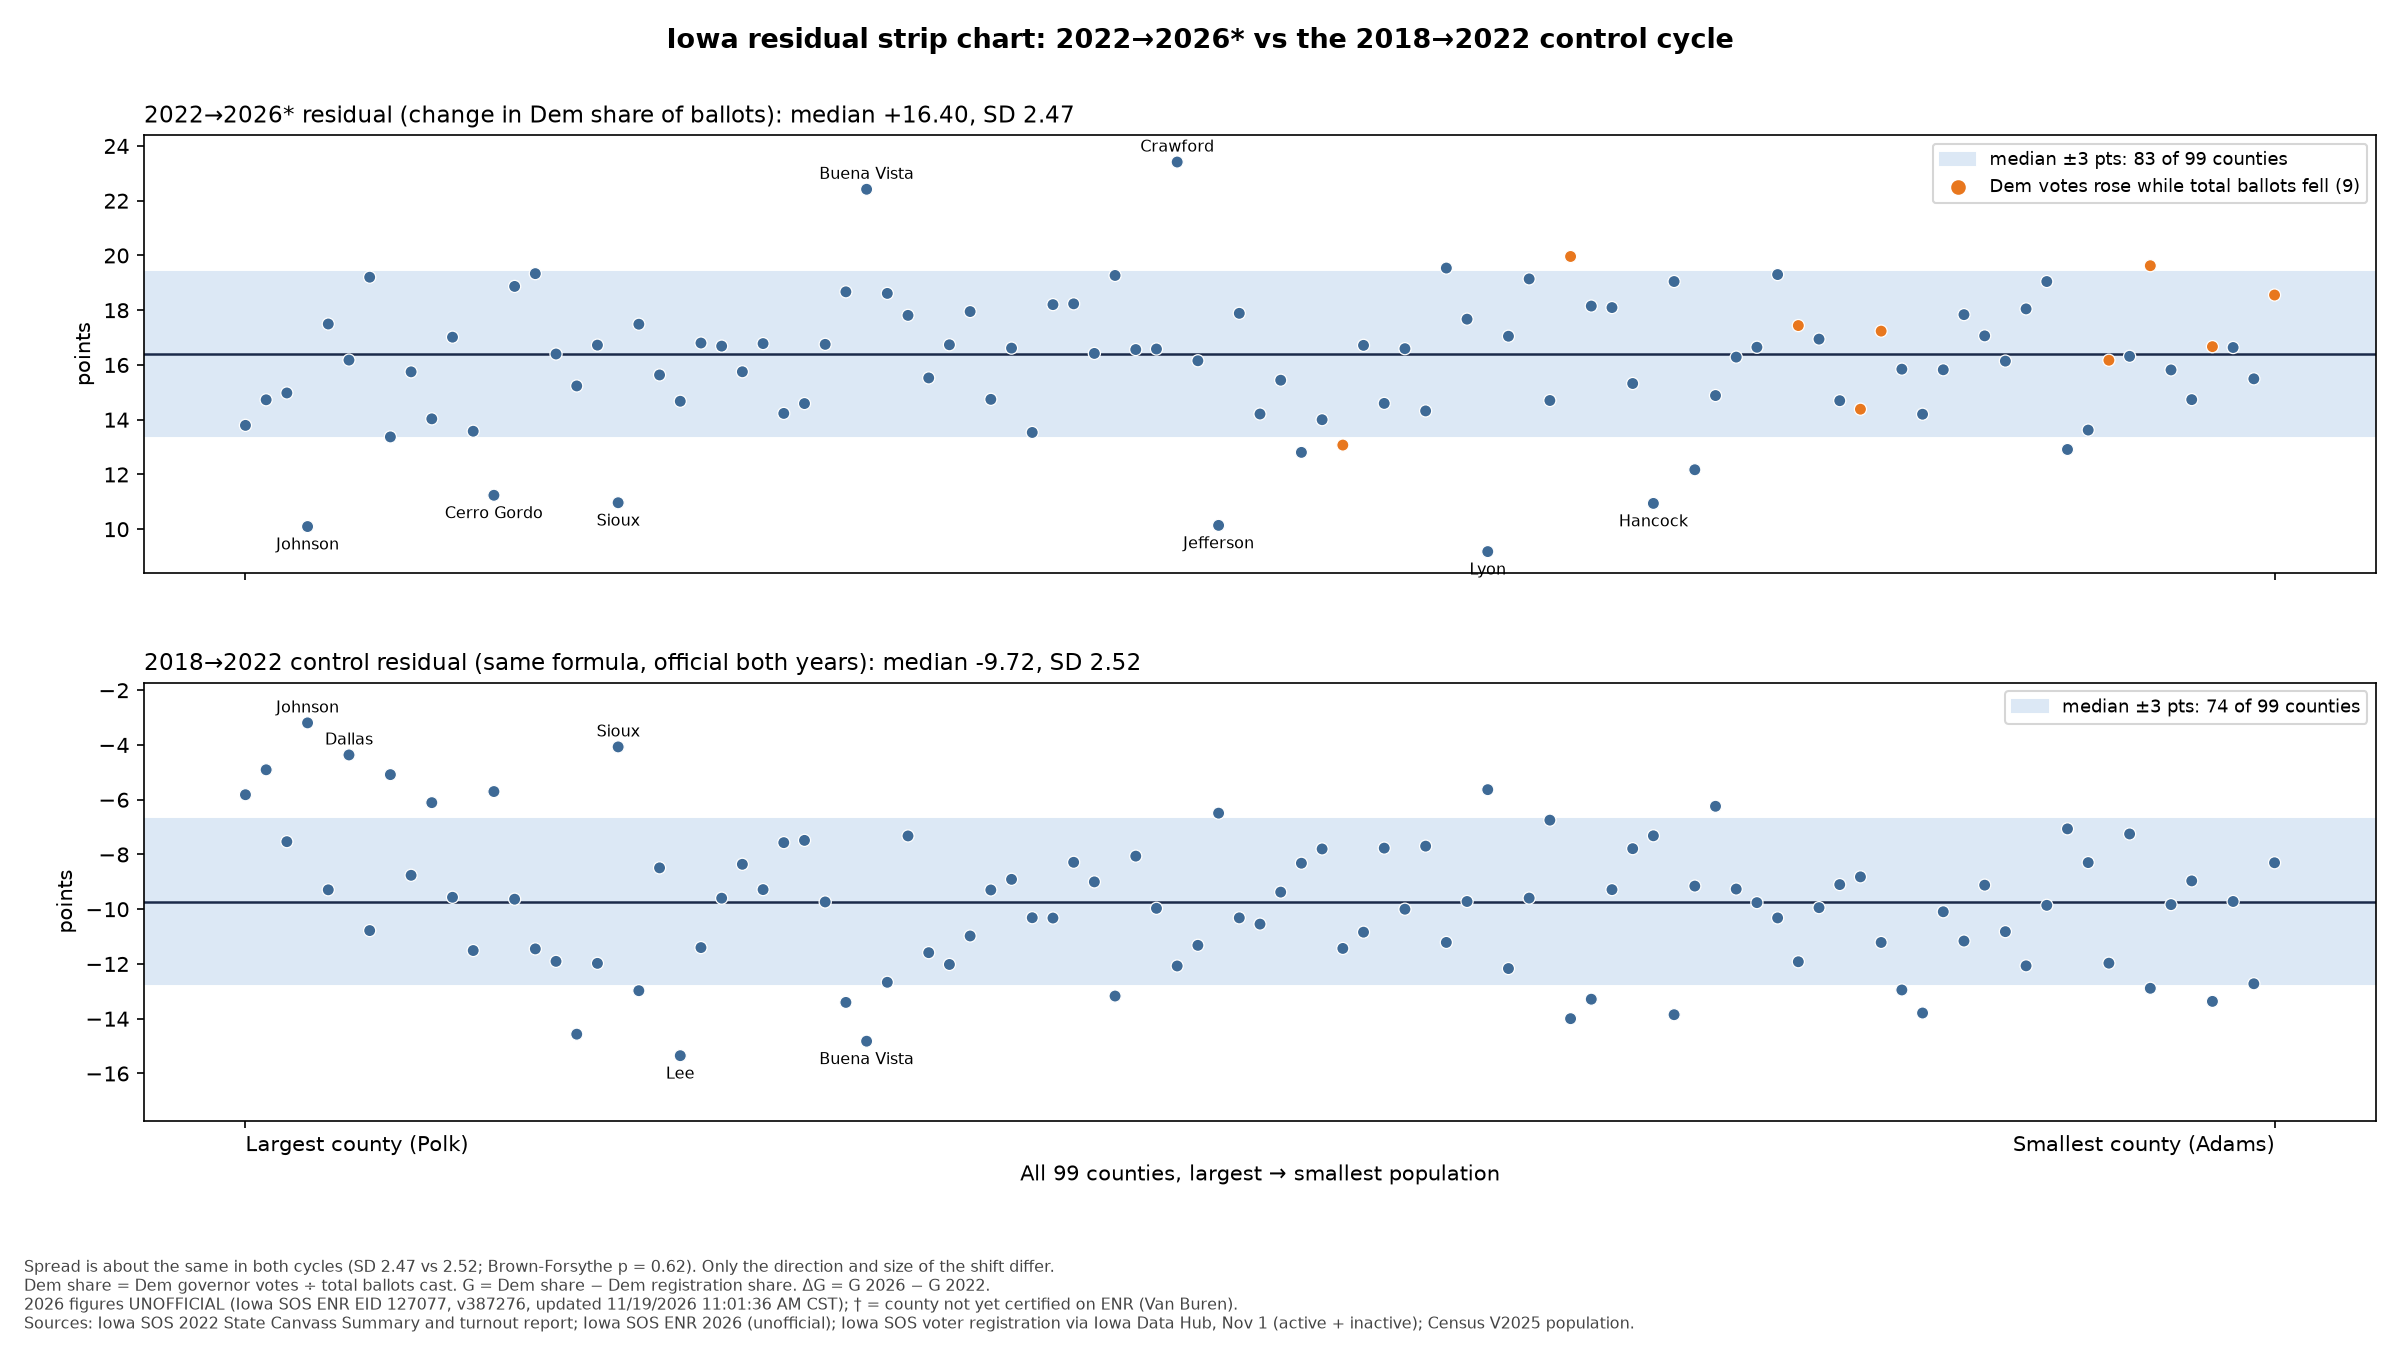 Iowa residual strip chart: 2022→2026* vs the 2018→2022 control cycle
2022→2026* residual (change in Dem share of ballots): median +16.40, SD 2.47
24
22
20
18
16
14
12
10
points
Crawford
Buena Vista
Cerro Gordo
Sioux
Johnson
Jefferson
Hancock
Lyon
median ±3 pts: 83 of 99 counties
Dem votes rose while total ballots fell (9)
2018→2022 control residual (same formula, official both years): median -9.72, SD 2.52
−2
−4
−6
−8
−10
−12
−14
−16
points
Johnson
Dallas
Sioux
Lee
Buena Vista
median ±3 pts: 74 of 99 counties
Largest county (Polk)
Smallest county (Adams)
All 99 counties, largest → smallest population
Spread is about the same in both cycles (SD 2.47 vs 2.52; Brown-Forsythe p = 0.62). Only the direction and size of the shift differ.
Dem share = Dem governor votes ÷ total ballots cast. G = Dem share − Dem registration share. ΔG = G 2026 − G 2022.
2026 figures UNOFFICIAL (Iowa SOS ENR EID 127077, v387276, updated 11/19/2026 11:01:36 AM CST); † = county not yet certified on ENR (Van Buren).
Sources: Iowa SOS 2022 State Canvass Summary and turnout report; Iowa SOS ENR 2026 (unofficial); Iowa SOS voter registration via Iowa Data Hub, Nov 1 (active + inactive); Census V2025 population.